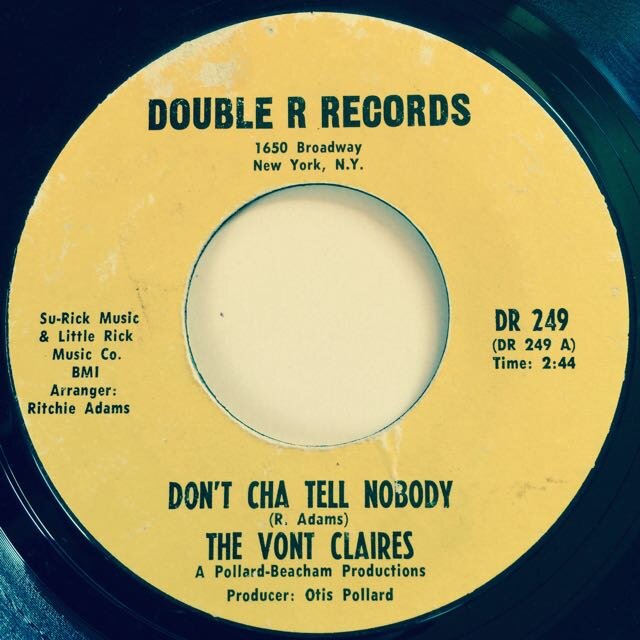 DOUBLE R RECORDS
1650 Broadway
New York, N.Y.
Su-Rick Music
& Little Rick
Music Co.
BMI
Arranger:
Ritchie Adams
DR 249
(DR 249 A)
Time: 2:44
DON'T CHA TELL NOBODY
(R. Adams)
THE VONT CLAIRES
A Pollard-Beacham Productions
Producer: Otis Pollard